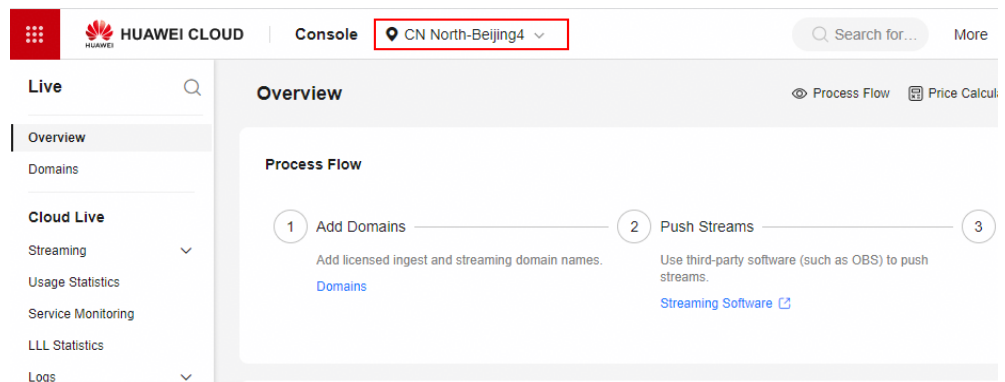 HUAWEI
HUAWEI CLOUD
Console
CN North-Beijing4
Search for...
More
Live
Overview
Process Flow
Price Calcula
Overview
Domains
Process Flow
Cloud Live
1
Add Domains
2
Push Streams
3
Streaming
Add licensed ingest and streaming domain names.
Use third-party software (such as OBS) to push
streams.
Usage Statistics
Domains
Streaming Software
Service Monitoring
LLL Statistics
Logs